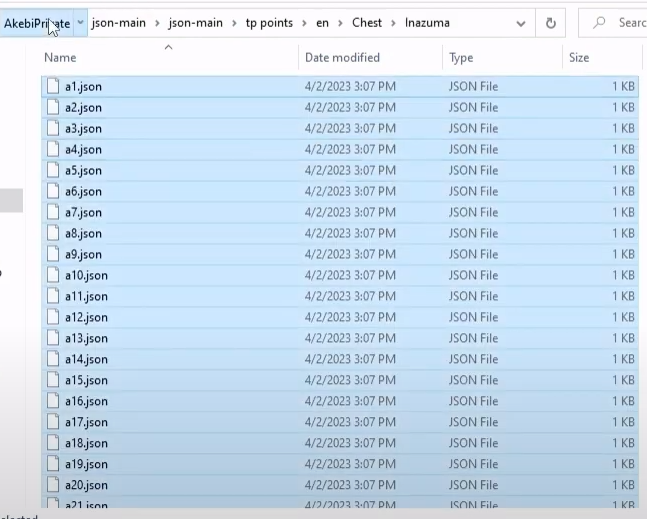 AkebiPrivate json-main > json-main > tp points > en > Chest > Inazuma Searc
Name Date modified Type Size
a1.json 4/2/2023 3:07 PM JSON File 1 KB
a2.json 4/2/2023 3:07 PM JSON File 1 KB
a3.json 4/2/2023 3:07 PM JSON File 1 KB
a4.json 4/2/2023 3:07 PM JSON File 1 KB
a5.json 4/2/2023 3:07 PM JSON File 1 KB
a6.json 4/2/2023 3:07 PM JSON File 1 KB
a7.json 4/2/2023 3:07 PM JSON File 1 KB
a8.json 4/2/2023 3:07 PM JSON File 1 KB
a9.json 4/2/2023 3:07 PM JSON File 1 KB
a10.json 4/2/2023 3:07 PM JSON File 1 KB
a11.json 4/2/2023 3:07 PM JSON File 1 KB
a12.json 4/2/2023 3:07 PM JSON File 1 KB
a13.json 4/2/2023 3:07 PM JSON File 1 KB
a14.json 4/2/2023 3:07 PM JSON File 1 KB
a15.json 4/2/2023 3:07 PM JSON File 1 KB
a16.json 4/2/2023 3:07 PM JSON File 1 KB
a17.json 4/2/2023 3:07 PM JSON File 1 KB
a18.json 4/2/2023 3:07 PM JSON File 1 KB
a19.json 4/2/2023 3:07 PM JSON File 1 KB
a20.json 4/2/2023 3:07 PM JSON File 1 KB
a21.json 4/2/2023 3:07 PM JSON File 1 KB